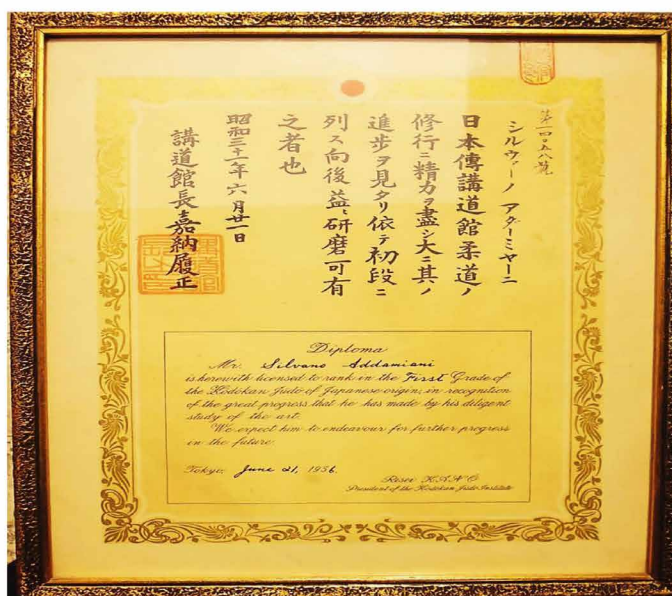 第一四五八號
シルヴァーノ アダーミヤーニ
日本傳講道館柔道ノ
修行ニ精力ヲ盡シ大ニ其ノ
進歩ヲ見タリ依テ初段ニ
列ス向後益〻研磨可有
之者也
昭和三十一年六月廿一日
講道館長嘉納履正
Diploma
Mr. Silvano Addamiani
is herewith licensed to rank in the First Grade of
the Kodokan Judo of Japanese origin, in recognition
of the great progress that he has made by his diligent
study of the art.
We expect him to endeavour for further progress
in the future.
Tokyo, June 21, 1956.
Risei KANO
President of the Kodokan Judo Institute